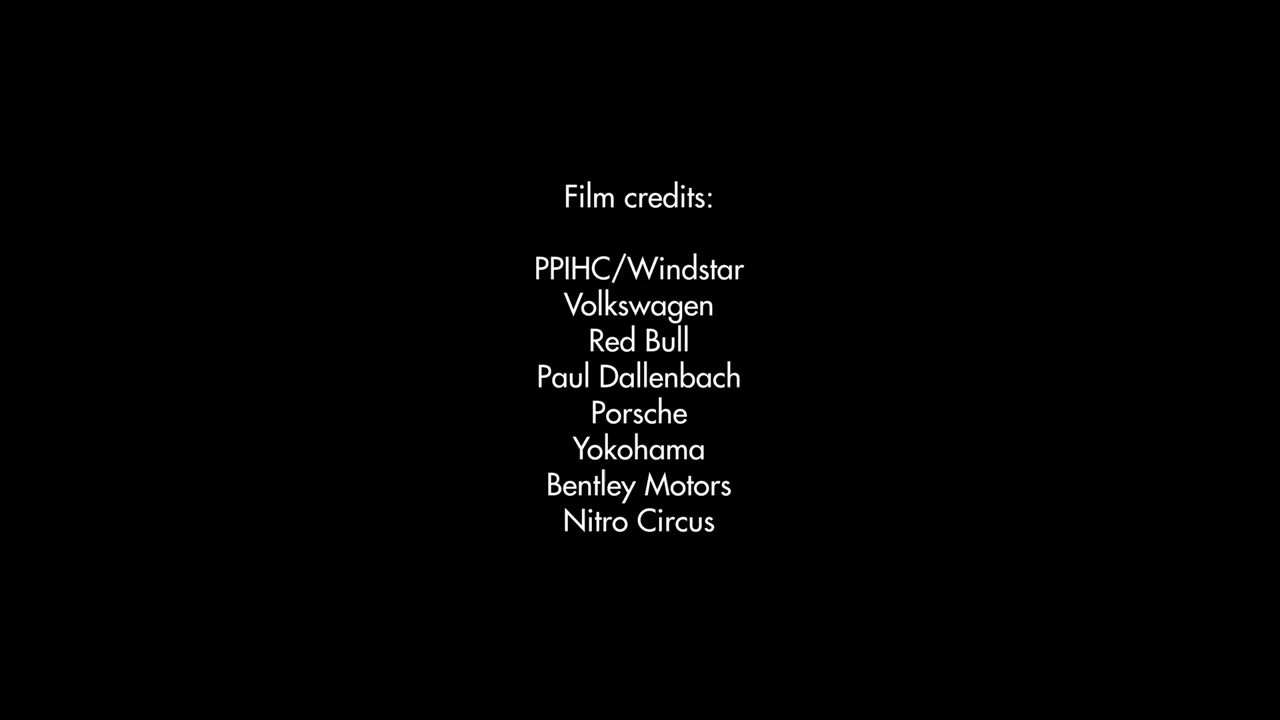 Film credits:
PPIHC/Windstar
Volkswagen
Red Bull
Paul Dallenbach
Porsche
Yokohama
Bentley Motors
Nitro Circus